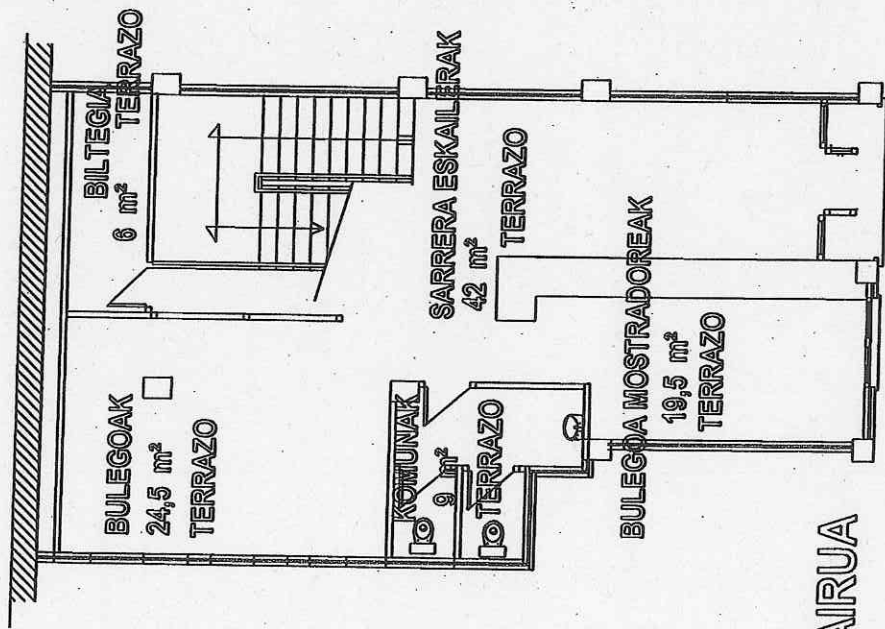 BILTEGIA
6 m²
TERRAZO
SARRERA ESKAILERAK
42 m²
TERRAZO
BULEGOAK
24,5 m²
TERRAZO
KOMUNAK
9 m²
TERRAZO
BULEGOA MOSTRADOREAK
19,5 m²
TERRAZO